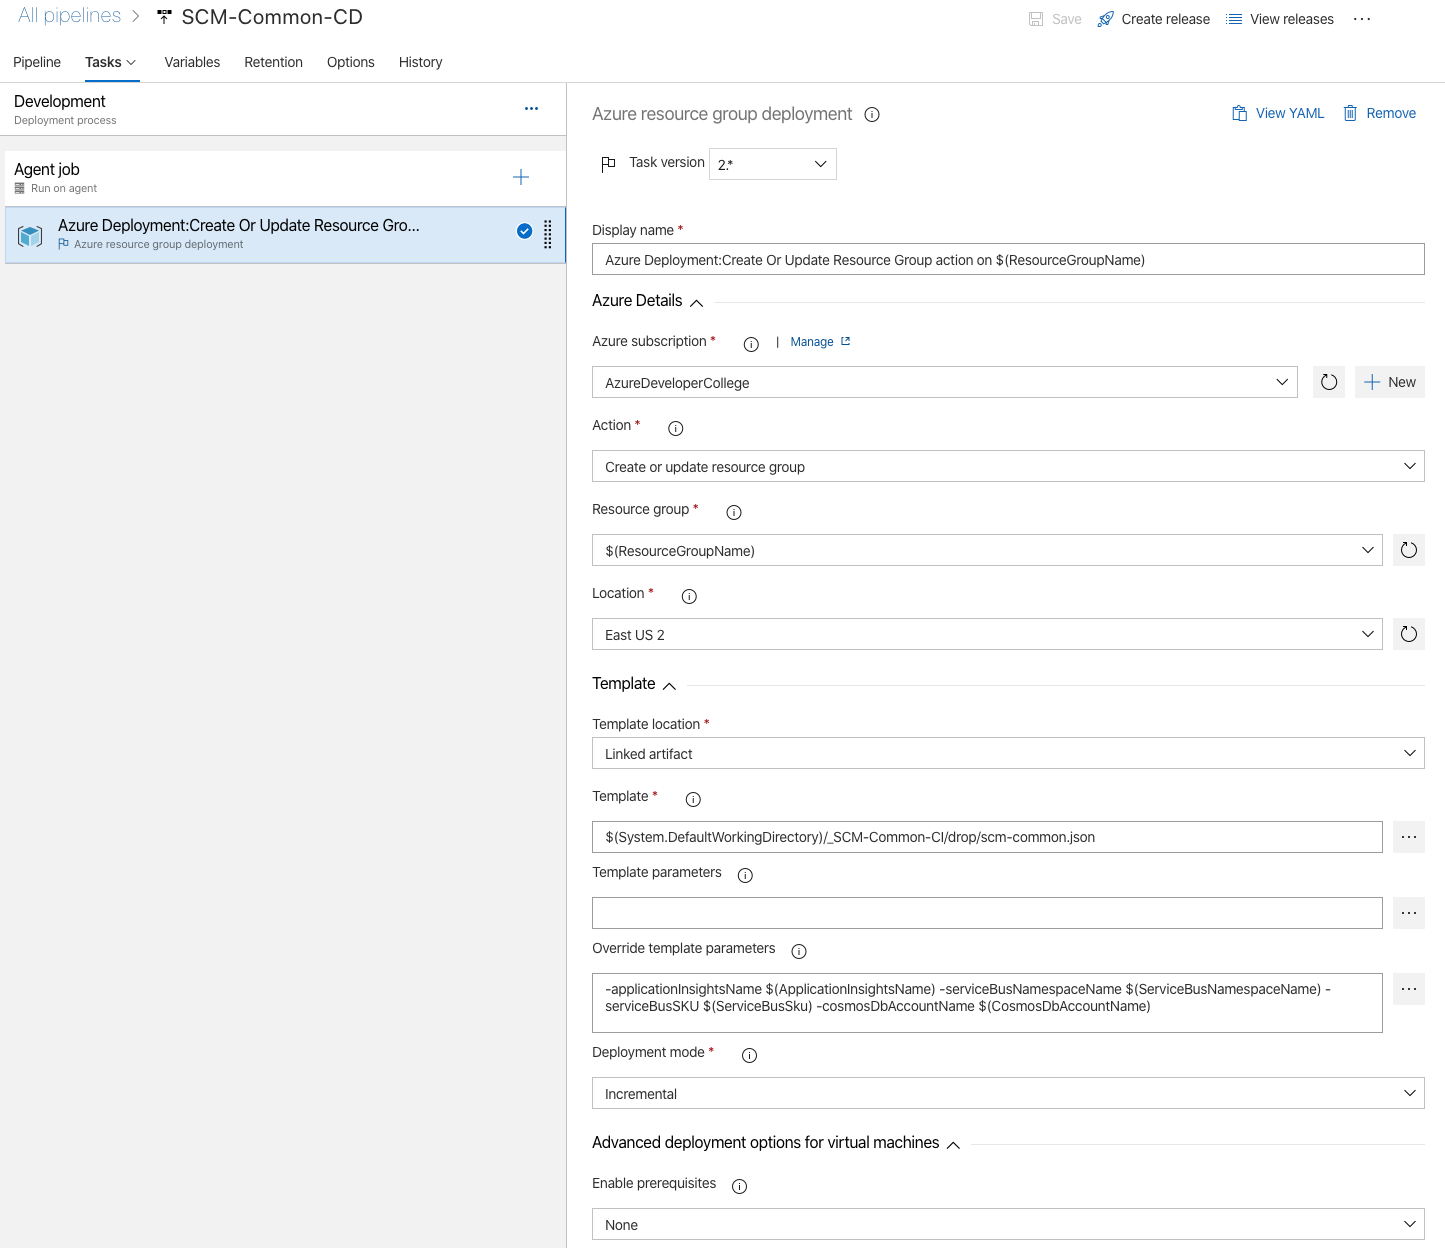 All pipelines > SCM-Common-CD
Save Create release View releases ...
Pipeline Tasks Variables Retention Options History
Development
Deployment process
...
Agent job
Run on agent
Azure Deployment:Create Or Update Resource Gro...
Azure resource group deployment
Azure resource group deployment
View YAML Remove
Task version 2.*
Display name *
Azure Deployment:Create Or Update Resource Group action on $(ResourceGroupName)
Azure Details
Azure subscription * | Manage
AzureDeveloperCollege
New
Action *
Create or update resource group
Resource group *
$(ResourceGroupName)
Location *
East US 2
Template
Template location *
Linked artifact
Template *
$(System.DefaultWorkingDirectory)/_SCM-Common-CI/drop/scm-common.json
...
Template parameters
...
Override template parameters
-applicationInsightsName $(ApplicationInsightsName) -serviceBusNamespaceName $(ServiceBusNamespaceName) -
serviceBusSKU $(ServiceBusSku) -cosmosDbAccountName $(CosmosDbAccountName)
...
Deployment mode *
Incremental
Advanced deployment options for virtual machines
Enable prerequisites
None